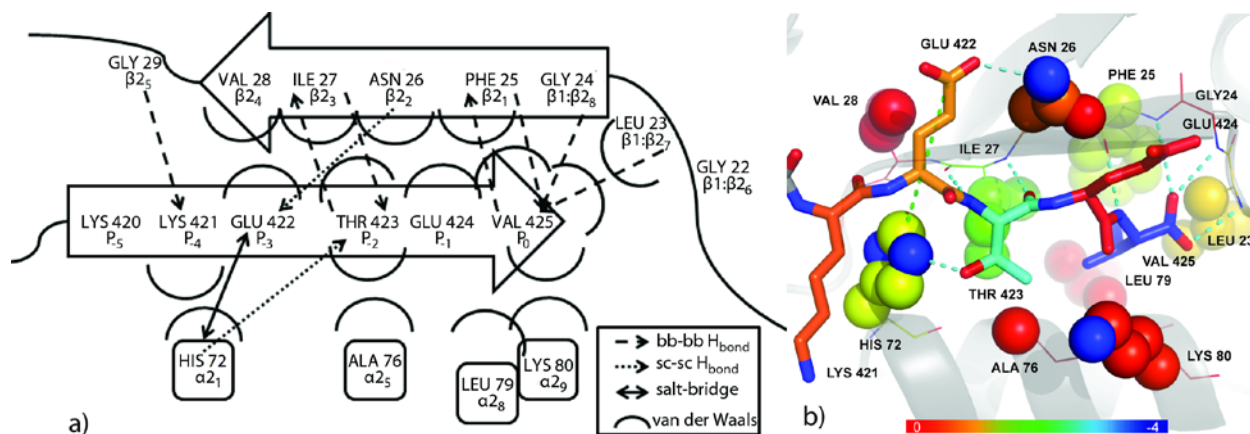 GLY 29
β2₅
VAL 28
β2₄
ILE 27
β2₃
ASN 26
β2₂
PHE 25
β2₁
GLY 24
β1:β2₈
LEU 23
β1:β2₇
GLY 22
β1:β2₆
LYS 420
P₋₅
LYS 421
P₋₄
GLU 422
P₋₃
THR 423
P₋₂
GLU 424
P₋₁
VAL 425
P₀
HIS 72
α2₁
ALA 76
α2₅
LEU 79
α2₈
LYS 80
α2₉
bb-bb H_bond
sc-sc H_bond
salt-bridge
van der Waals
a)
GLU 422
ASN 26
PHE 25
VAL 28
GLY24
GLU 424
ILE 27
LEU 23
VAL 425
LEU 79
THR 423
HIS 72
LYS 421
ALA 76
LYS 80
b)
0
-4